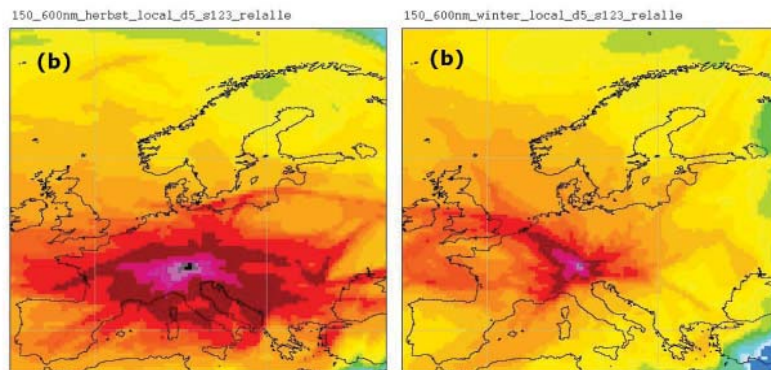 150_600nm_herbst_local_d5_s123_relalle
150_600nm_winter_local_d5_s123_relalle
(b)
(b)